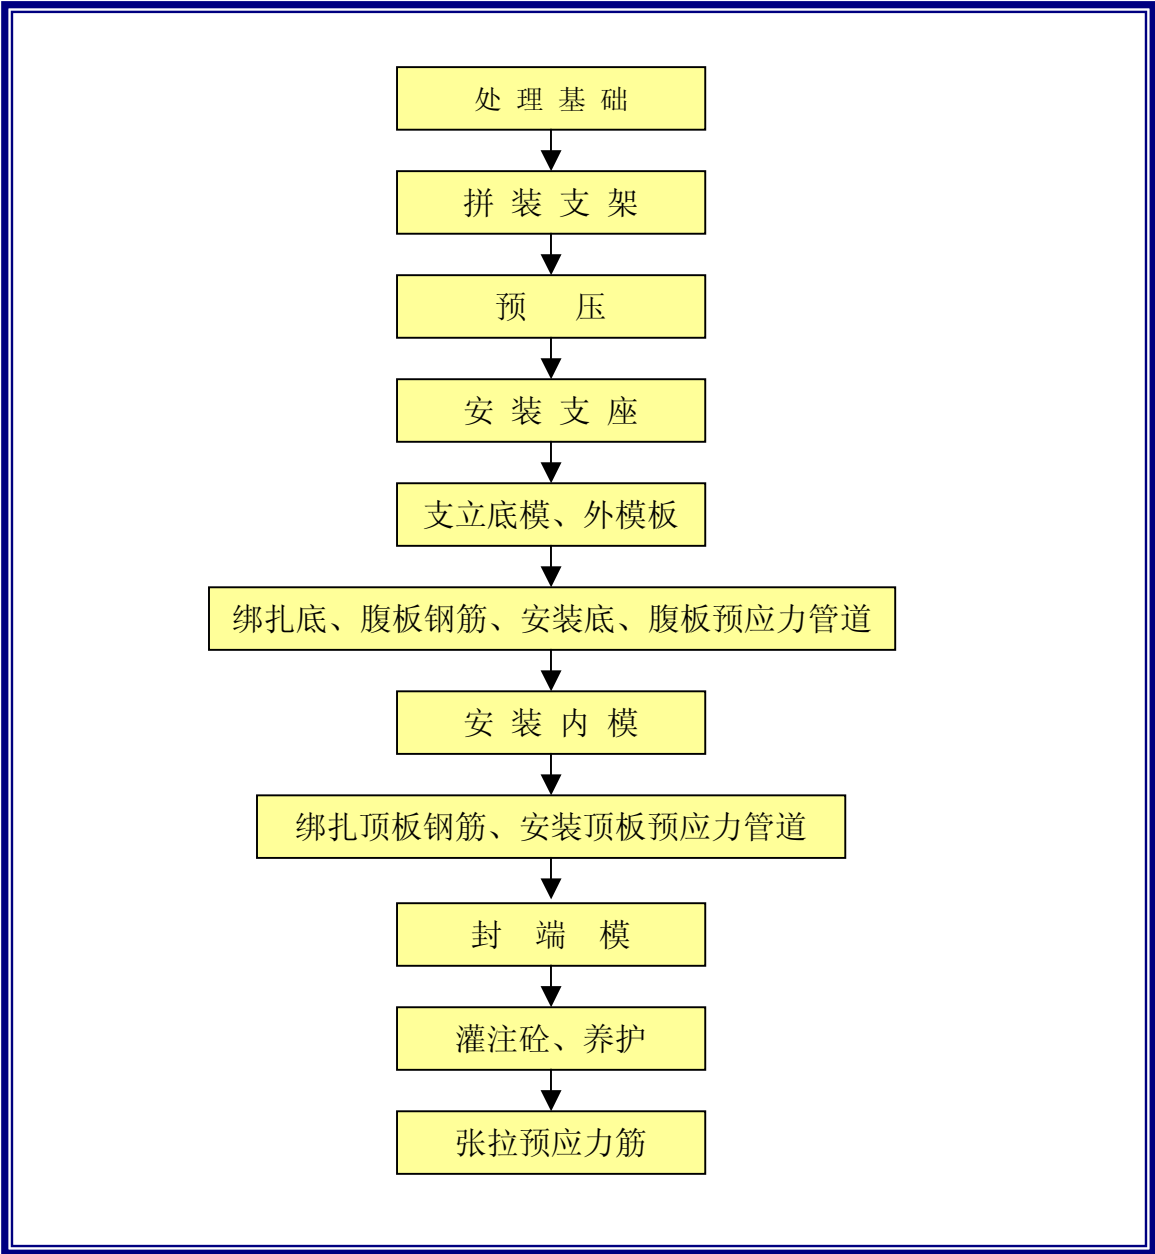 处理基础
拼装支架
预压
安装支座
支立底模、外模板
绑扎底、腹板钢筋、安装底、腹板预应力管道
安装内模
绑扎顶板钢筋、安装顶板预应力管道
封端模
灌注砼、养护
张拉预应力筋